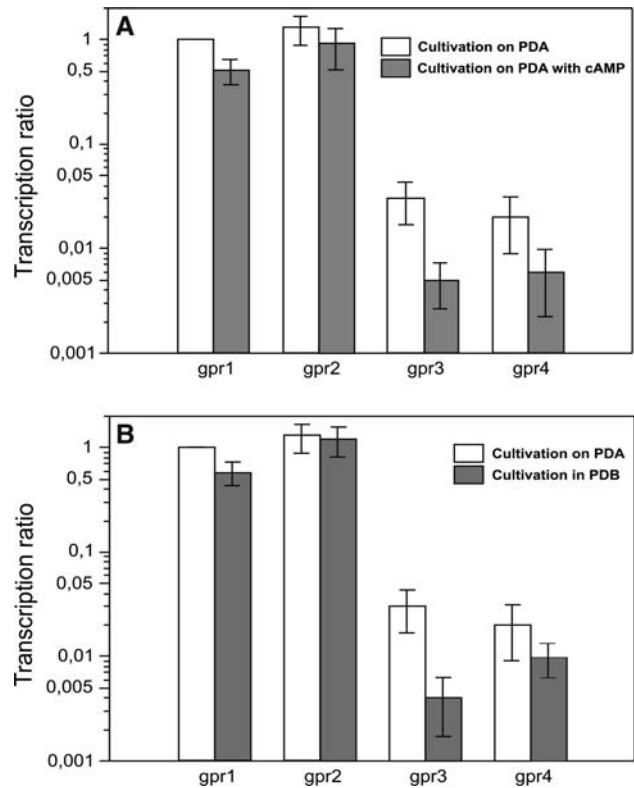 A
Cultivation on PDA
Cultivation on PDA with cAMP
Transcription ratio
1
0.5
0,1
0,05
0,01
0,005
0,001
gpr1 gpr2 gpr3 gpr4
B
Cultivation on PDA
Cultivation in PDB
Transcription ratio
1
0.5
0,1
0,05
0,01
0,005
0,001
gpr1 gpr2 gpr3 gpr4